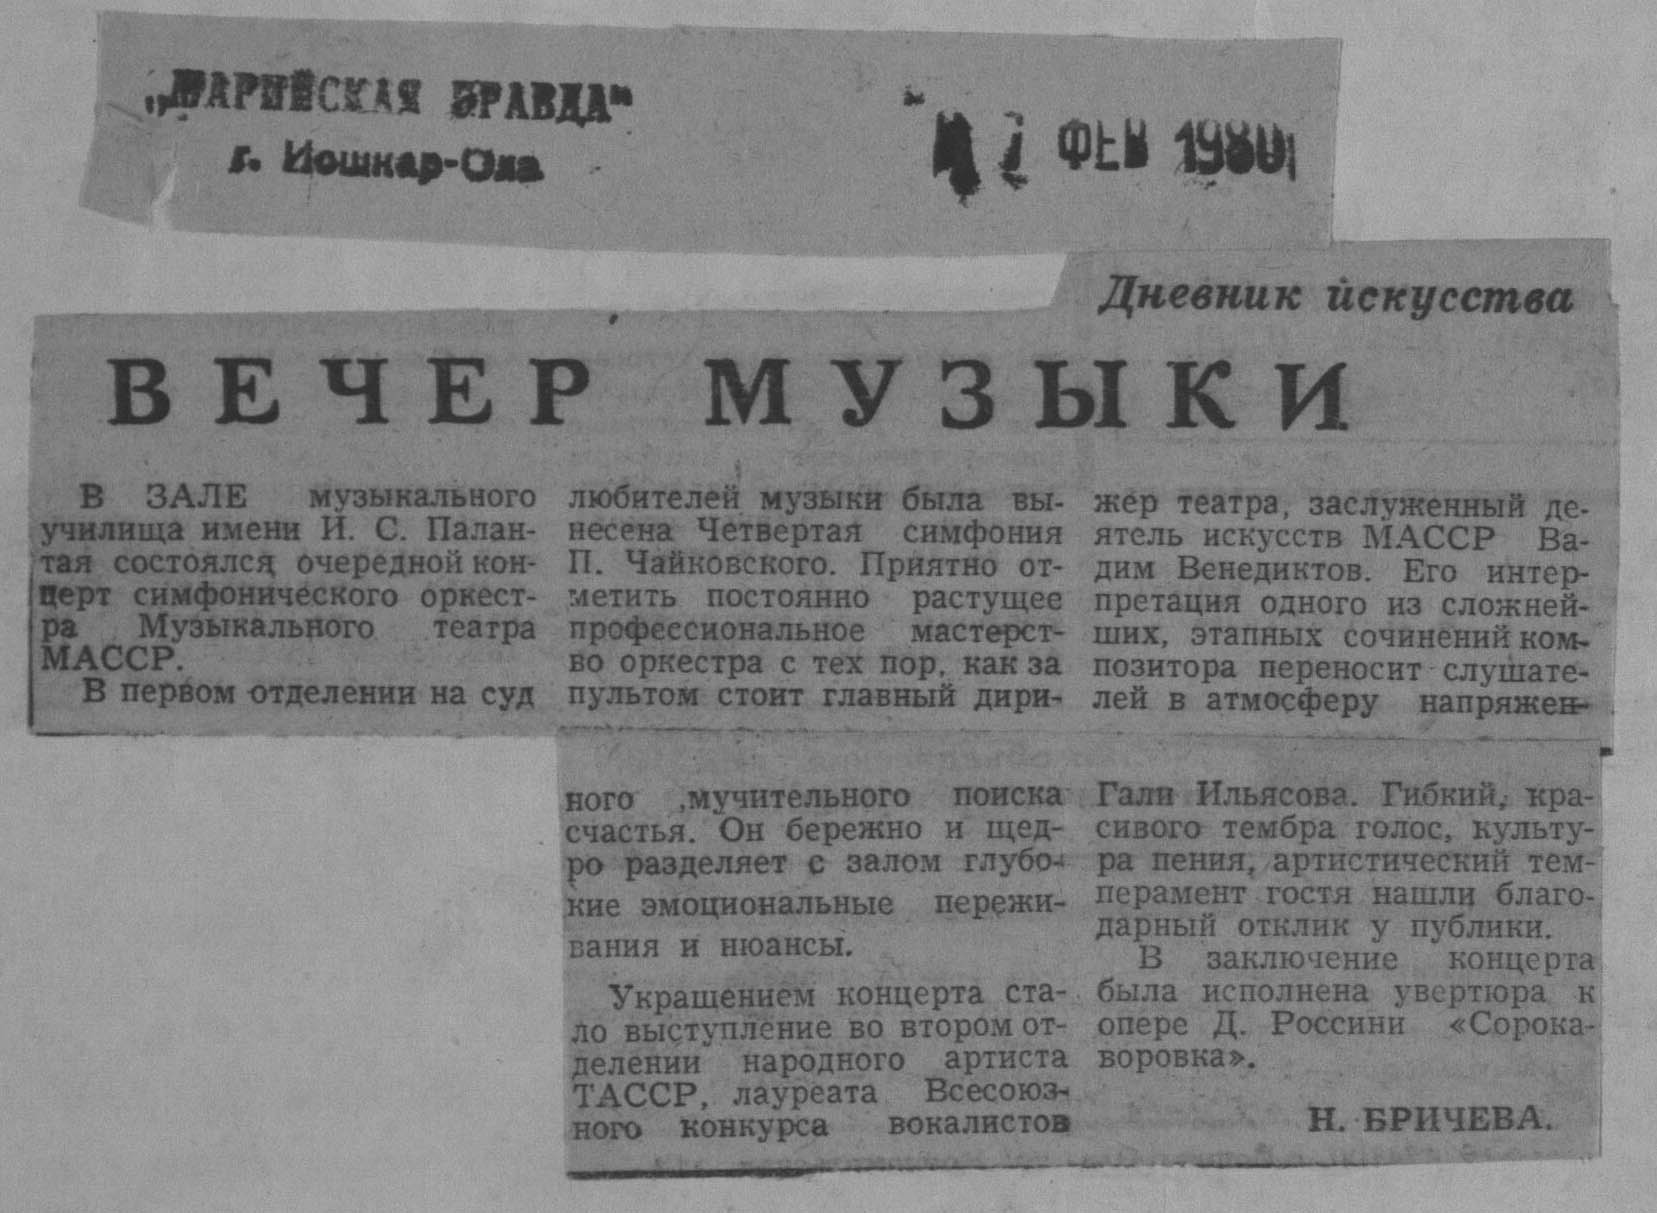 „МАРИЙСКАЯ ПРАВДА"
г. Йошкар-Ола
ФЕВ 1980
Дневник искусства
ВЕЧЕР МУЗЫКИ
В ЗАЛЕ музыкального
училища имени И. С. Палан-
тая состоялся очередной кон-
церт симфонического оркест-
ра Музыкального театра
МАССР.
В первом отделении на суд
любителей музыки была вы-
несена Четвертая симфония
П. Чайковского. Приятно от-
метить постоянно растущее
профессиональное мастерст-
во оркестра с тех пор, как за
пультом стоит главный дири-
жер театра, заслуженный де-
ятель искусств МАССР Ва-
дим Венедиктов. Его интер-
претация одного из сложней-
ших, этапных сочинений ком-
позитора переносит слушате-
лей в атмосферу напряжен-
ного ,мучительного поиска
счастья. Он бережно и щед-
ро разделяет с залом глубо-
кие эмоциональные пережи-
вания и нюансы.
Украшением концерта ста-
ло выступление во втором от-
делении народного артиста
ТАССР, лауреата Всесоюз-
ного конкурса вокалистов
Гали Ильясова. Гибкий, кра-
сивого тембра голос, культу-
ра пения, артистический тем-
перамент гостя нашли благо-
дарный отклик у публики.
В заключение концерта
была исполнена увертюра к
опере Д. Россини «Сорока-
воровка».
Н. БРИЧЕВА.